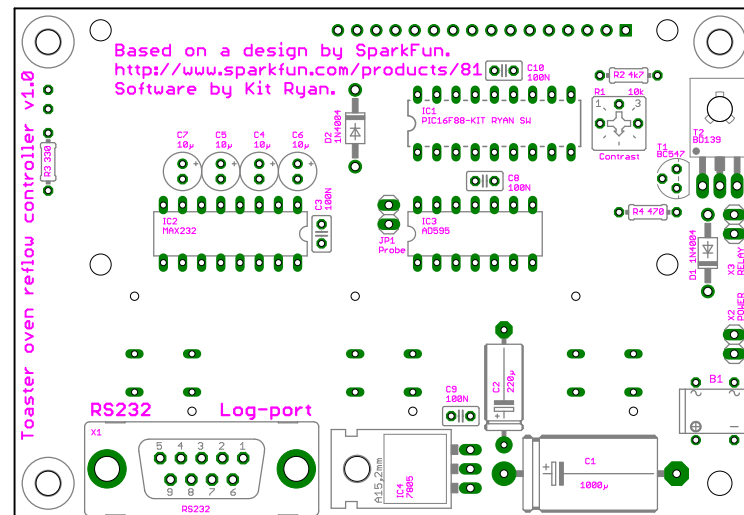 Based on a design by SparkFun.
http://www.sparkfun.com/products/81
Software by Kit Ryan.
Toaster oven reflow controller v1.0
C10
100N
R2 4k7
R1 10k
1 3
Contrast
IC1
PIC16F88-KIT RYAN SW
D2
1N4004
T2
BD139
T1
BC547
C7
10µ
C5
10µ
C4
10µ
C6
10µ
R3 330
C8
100N
C3
100N
R4 470
IC2
MAX232
JP1
Probe
IC3
AD595
D1 1N4004
X3
RELAY
X2
POWER
B1
~ ~
+ -
C2
220µ
+
C9
100N
RS232 Log-port
X1
5 4 3 2 1
9 8 7 6
RS232
A15,2mm
IC4
7805
C1
1000µ
+